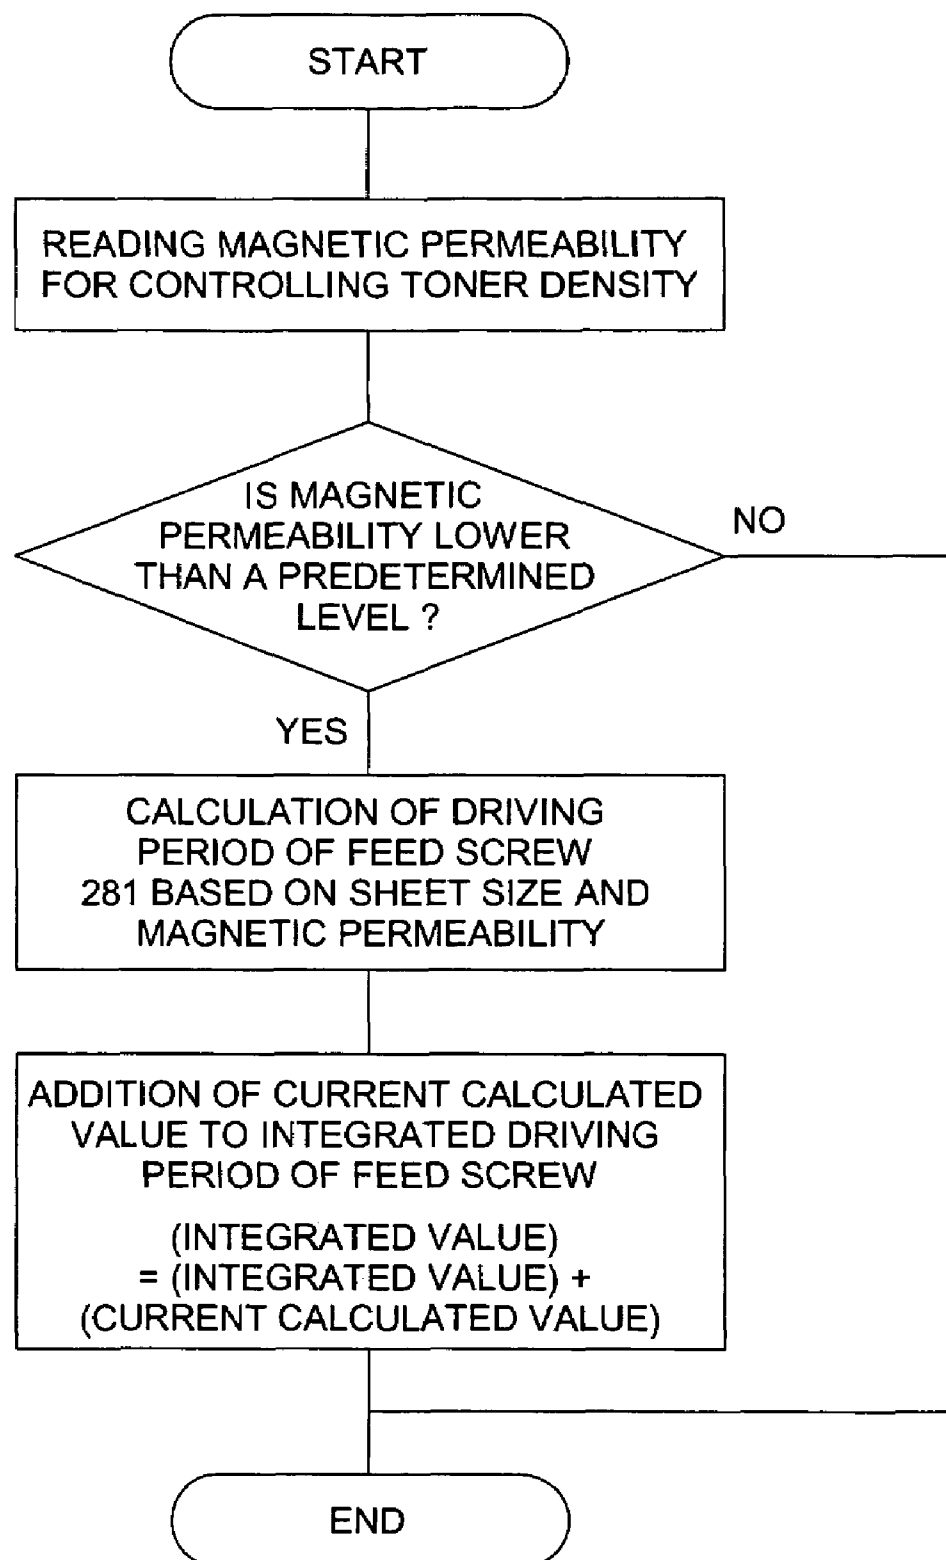 START
READING MAGNETIC PERMEABILITY
FOR CONTROLLING TONER DENSITY
IS MAGNETIC
PERMEABILITY LOWER
THAN A PREDETERMINED
LEVEL ?
NO
YES
CALCULATION OF DRIVING
PERIOD OF FEED SCREW
281 BASED ON SHEET SIZE AND
MAGNETIC PERMEABILITY
ADDITION OF CURRENT CALCULATED
VALUE TO INTEGRATED DRIVING
PERIOD OF FEED SCREW
(INTEGRATED VALUE)
= (INTEGRATED VALUE) +
(CURRENT CALCULATED VALUE)
END